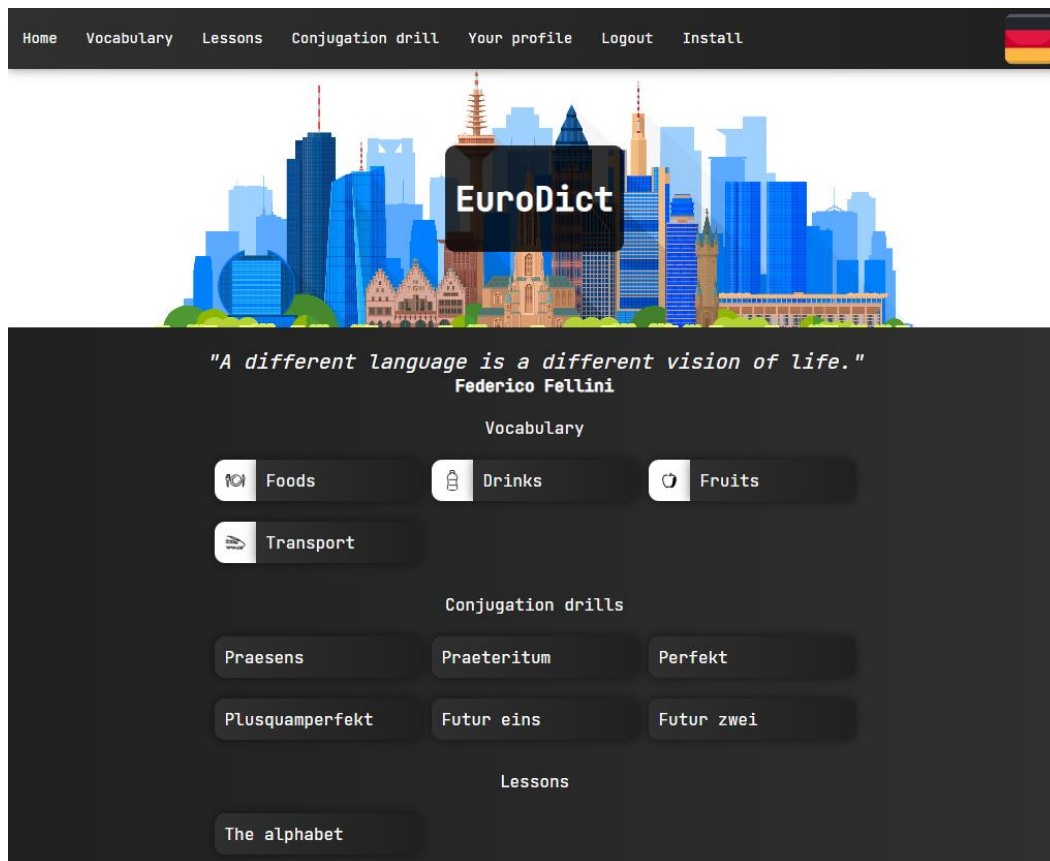 Home Vocabulary Lessons Conjugation drill Your profile Logout Install
EuroDict
"A different language is a different vision of life."
Federico Fellini
Vocabulary
Foods Drinks Fruits
Transport
Conjugation drills
Praesens Praeteritum Perfekt
Plusquamperfekt Futur eins Futur zwei
Lessons
The alphabet